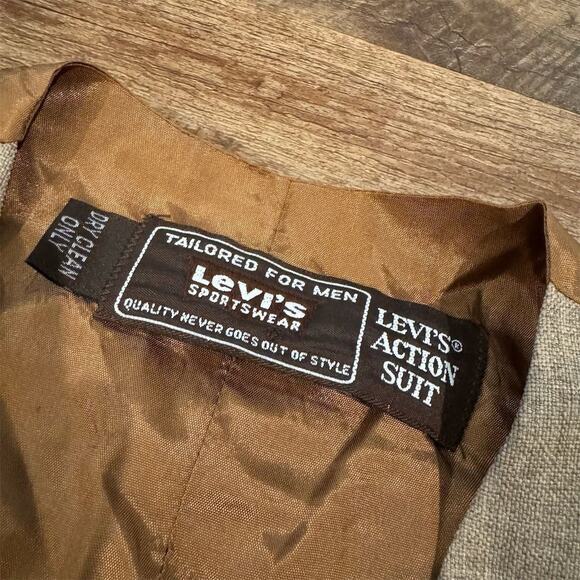 DRY CLEAN
ONLY
TAILORED FOR MEN
Levi's
SPORTSWEAR
QUALITY NEVER GOES OUT OF STYLE
LEVI'S®
ACTION
SUIT